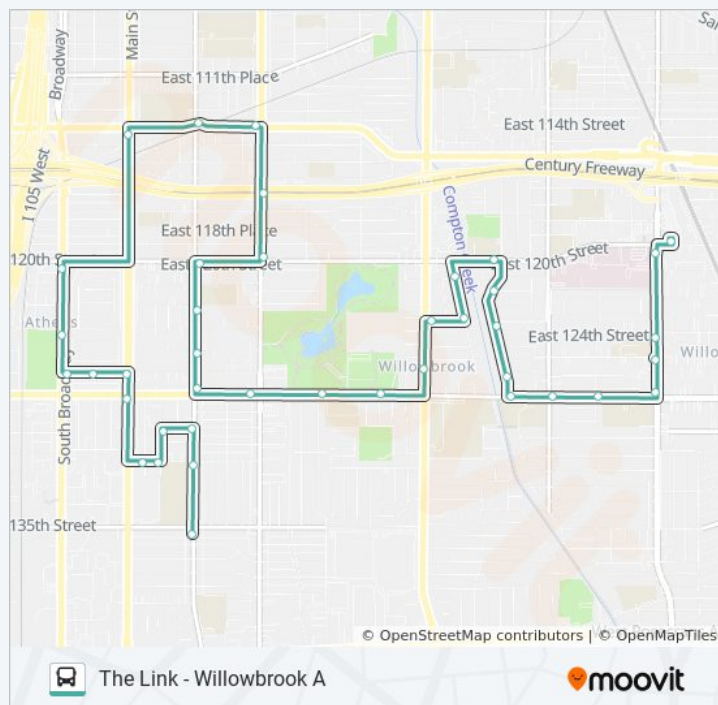 Sal
Main S
Broadway
East 111th Place
East 114th Street
Century Freeway
I 105 West
Compton Creek
East 118th Place
120th S
East 120th Street
East 120th Street
Athens
East 124th Street
Willowbrook
Willo
South Broadway
135th Street
© OpenStreetMap contributors | © OpenMapTiles
The Link - Willowbrook A
moovit